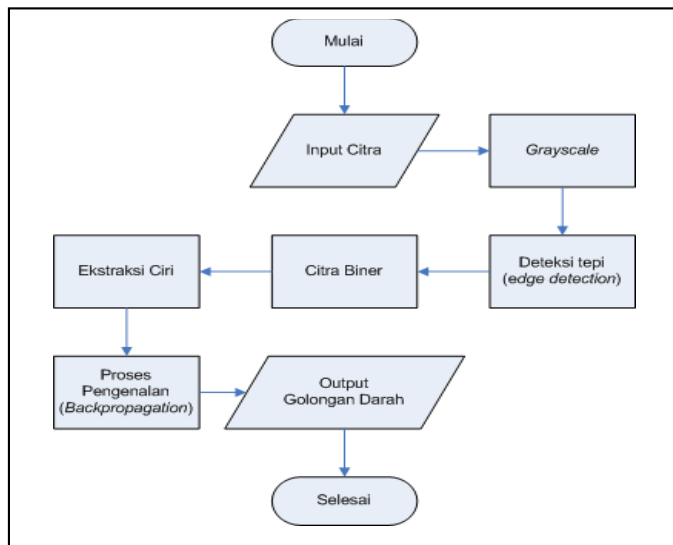 Mulai
Input Citra
Grayscale
Deteksi tepi
(edge detection)
Citra Biner
Ekstraksi Ciri
Proses
Pengenalan
(Backpropagation)
Output
Golongan Darah
Selesai